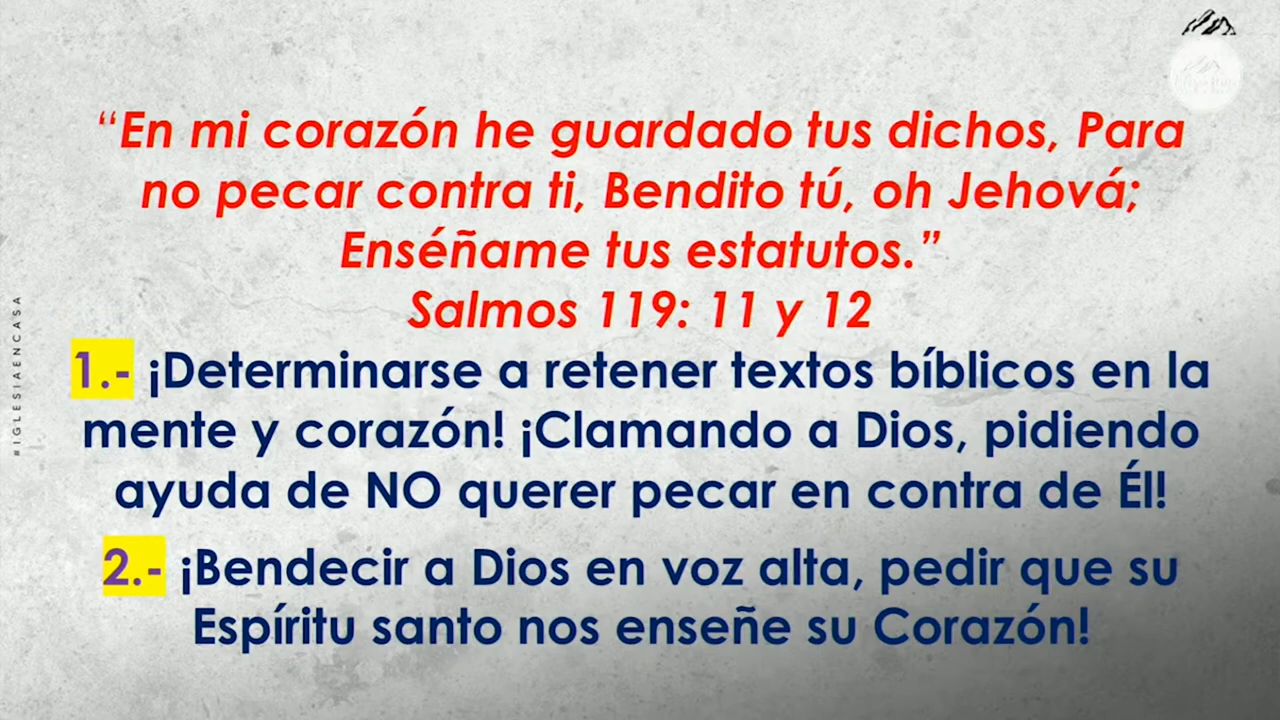 “En mi corazón he guardado tus dichos, Para
no pecar contra ti, Bendito tú, oh Jehová;
Enséñame tus estatutos.”
Salmos 119: 11 y 12
1.- ¡Determinarse a retener textos bíblicos en la
mente y corazón! ¡Clamando a Dios, pidiendo
ayuda de NO querer pecar en contra de Él!
2.- ¡Bendecir a Dios en voz alta, pedir que su
Espíritu santo nos enseñe su Corazón!
#IGLESIAENCASA